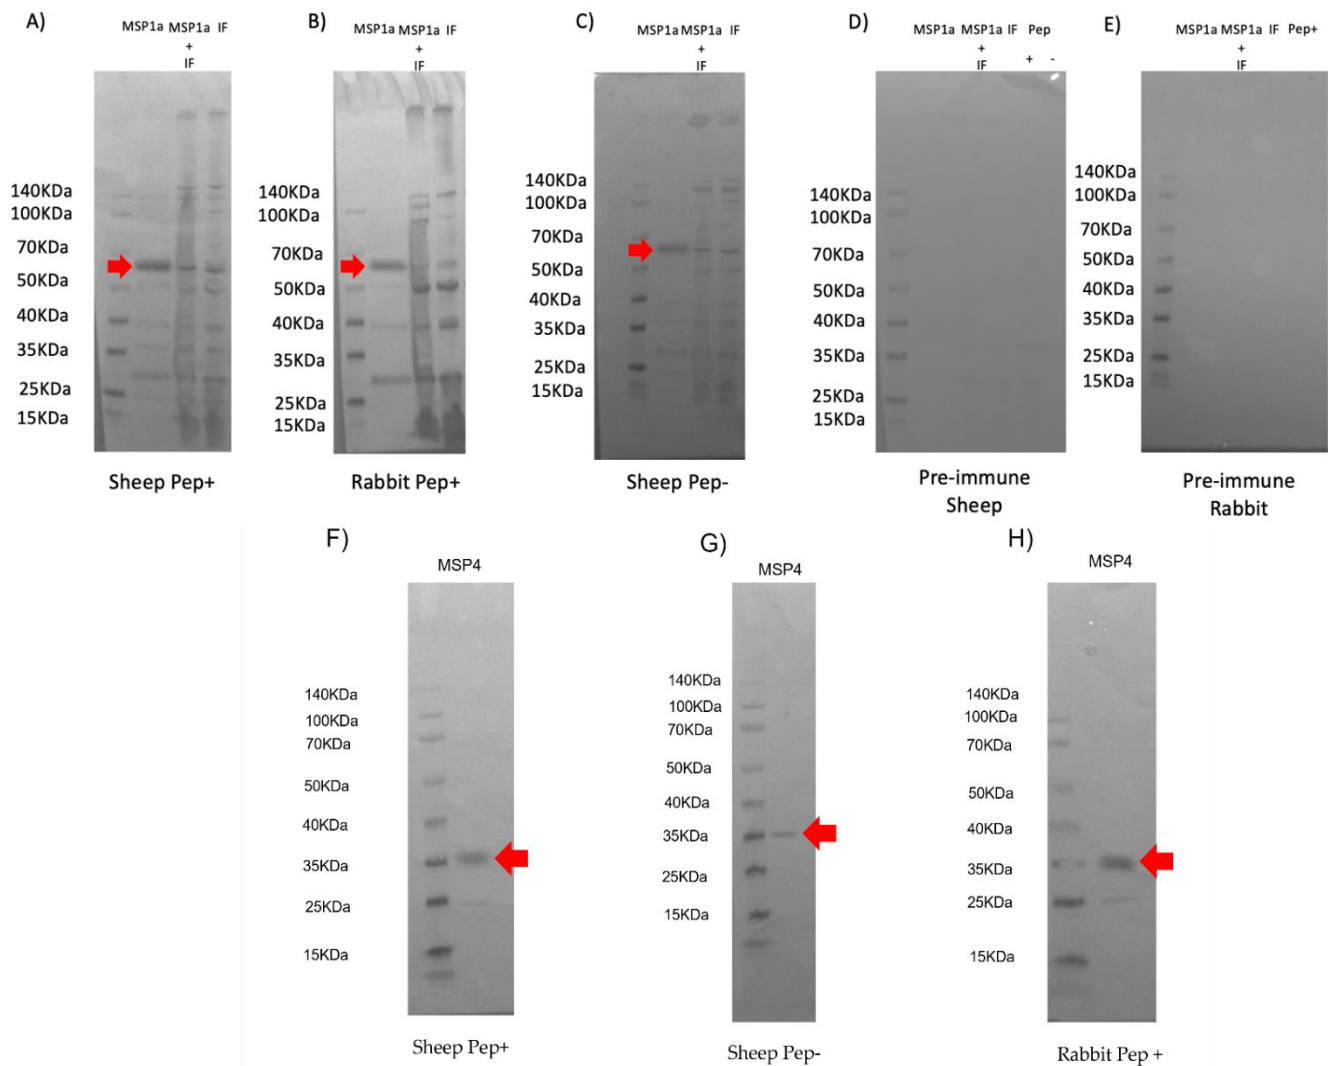 A)
MSP1a MSP1a IF
+
IF
140KDa
100KDa
70KDa
50KDa
40KDa
35KDa
25KDa
15KDa
Sheep Pep+
B)
MSP1a MSP1a IF
+
IF
140KDa
100KDa
70KDa
50KDa
40KDa
35KDa
25KDa
15KDa
Rabbit Pep+
C)
MSP1a MSP1a IF
+
IF
140KDa
100KDa
70KDa
50KDa
40KDa
35KDa
25KDa
15KDa
Sheep Pep-
D)
MSP1a MSP1a IF Pep
+ + -
IF
140KDa
100KDa
70KDa
50KDa
40KDa
35KDa
25KDa
15KDa
Pre-immune
Sheep
E)
MSP1a MSP1a IF Pep+
+
IF
140KDa
100KDa
70KDa
50KDa
40KDa
35KDa
25KDa
15KDa
Pre-immune
Rabbit
F)
MSP4
140KDa
100KDa
70KDa
50KDa
40KDa
35KDa
25KDa
15KDa
Sheep Pep+
G)
MSP4
140KDa
100KDa
70KDa
50KDa
40KDa
35KDa
25KDa
15KDa
Sheep Pep-
H)
MSP4
140KDa
100KDa
70KDa
50KDa
40KDa
35KDa
25KDa
15KDa
Rabbit Pep +